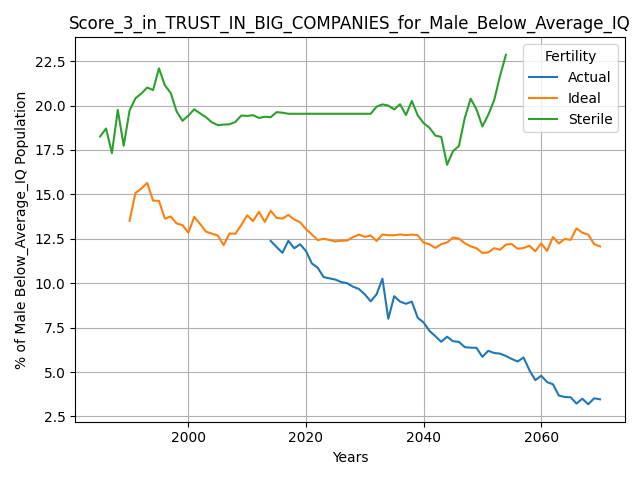 Score_3_in_TRUST_IN_BIG_COMPANIES_for_Male_Below_Average_IQ
Fertility
Actual
Ideal
Sterile
% of Male Below_Average_IQ Population
22.5
20.0
17.5
15.0
12.5
10.0
7.5
5.0
2.5
2000
2020
2040
2060
Years